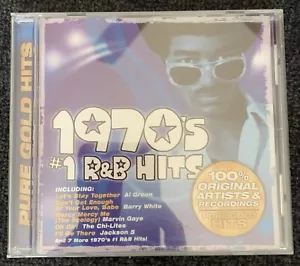 PURE GOLD HITS
1970's
#1 R&B HITS
INCLUDING:
Let's Stay Together Al Green
Can't Get Enough
of Your Love, Babe Barry White
Mercy Mercy Me
(The Ecology) Marvin Gaye
Oh Girl The Chi-Lites
I'll Be There Jackson 5
And 7 More 1970's #1 R&B Hits!
100%
ORIGINAL
ARTISTS &
RECORDINGS